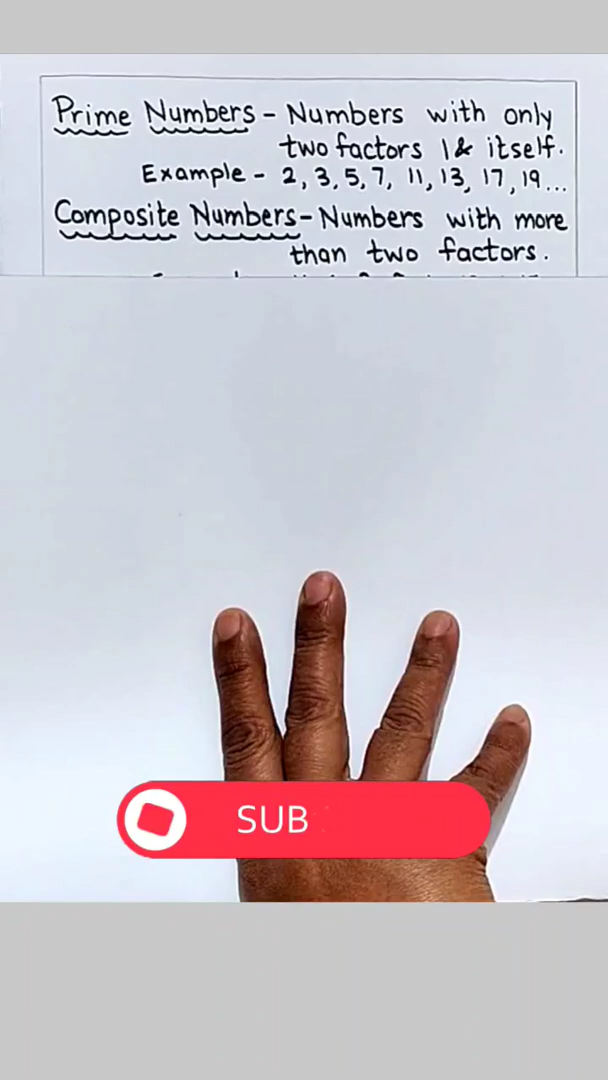 Prime Numbers - Numbers with only
two factors 1 & itself.
Example - 2, 3, 5, 7, 11, 13, 17, 19...
Composite Numbers - Numbers with more
than two factors.
SUB